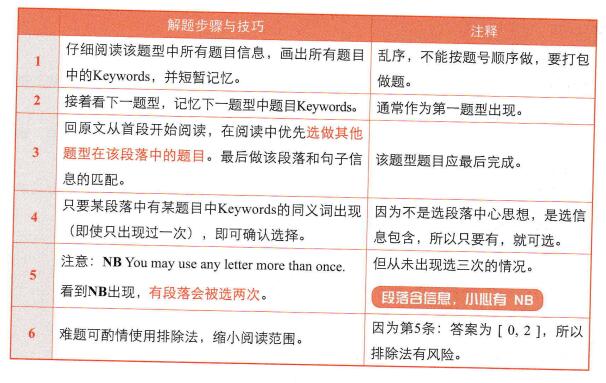 解题步骤与技巧
注释
1
仔细阅读该题型中所有题目信息，画出所有题目
中的Keywords，并短暂记忆。
乱序，不能按题号顺序做，要打包
做题。
2
接着看下一题型，记忆下一题型中题目Keywords。
通常作为第一题型出现。
3
回原文从首段开始阅读，在阅读中优先选做其他
题型在该段落中的题目。最后做该段落和句子信
息的匹配。
该题型题目应最后完成。
4
只要某段落中有某题目中Keywords的同义词出现
（即使只出现过一次），即可确认选择。
因为不是选段落中心思想，是选信
息包含，所以只要有，就可选。
5
注意：NB You may use any letter more than once.
看到NB出现，有段落会被选两次。
但从未出现选三次的情况。
段落含信息，小心有 NB
6
难题可酌情使用排除法，缩小阅读范围。
因为第5条：答案为 [ 0, 2 ]，所以
排除法有风险。